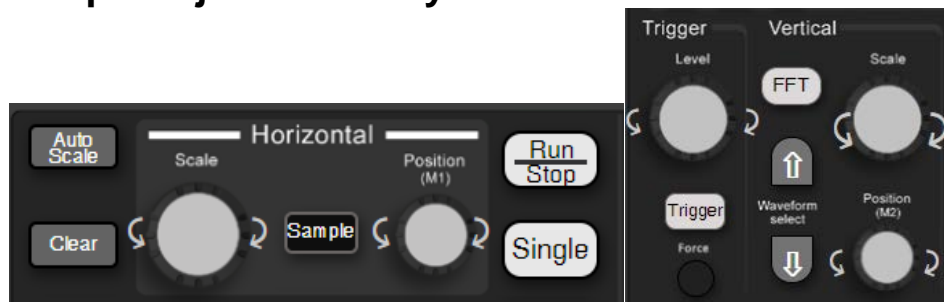 Auto
Scale
Clear
Horizontal
Scale
Sample
Position
(M1)
Run
Stop
Single
Trigger
Level
Trigger
Force
Vertical
FFT
Scale
Waveform
select
Position
(M2)